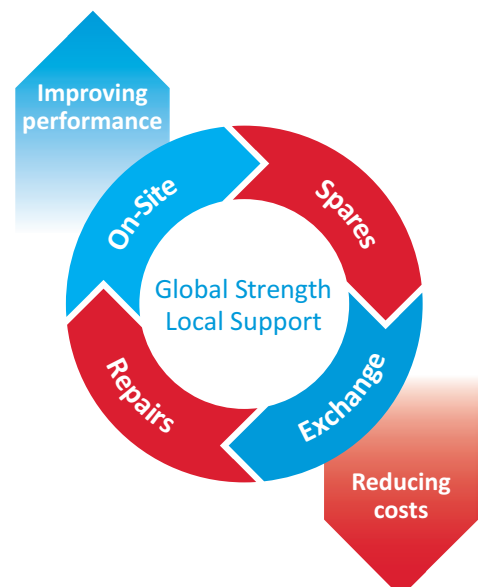 Improving
performance
On-Site
Spares
Global Strength
Local Support
Repairs
Exchange
Reducing
costs